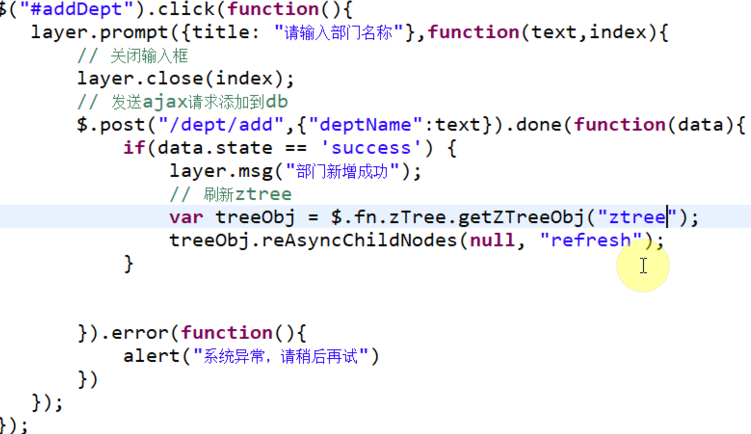 $("#addDept").click(function(){
layer.prompt({title: "请输入部门名称"},function(text,index){
// 关闭输入框
layer.close(index);
// 发送ajax请求添加到db
$.post("/dept/add",{"deptName":text}).done(function(data){
if(data.state == 'success') {
layer.msg("部门新增成功");
// 刷新ztree
var treeObj = $.fn.zTree.getZTreeObj("ztree");
treeObj.reAsyncChildNodes(null, "refresh");
}
}).error(function(){
alert("系统异常，请稍后再试")
})
});
});